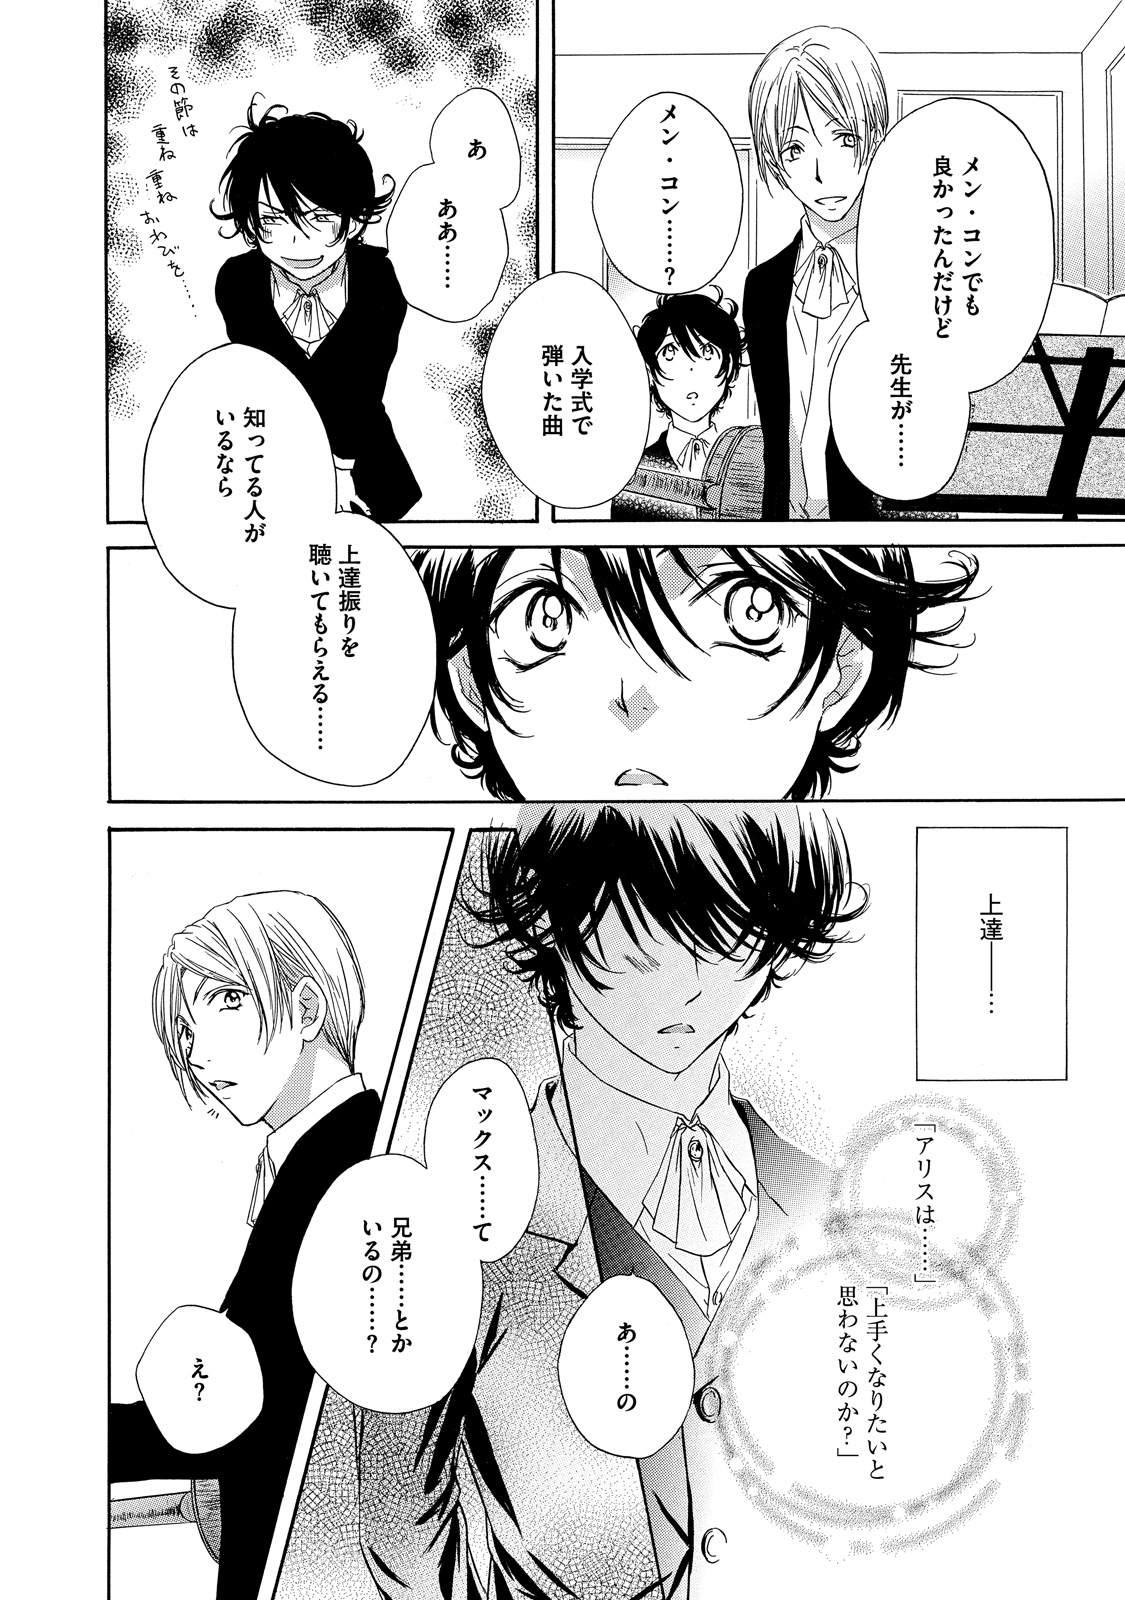 メン・コンでも
良かったんだけど
先生が……
メン・コン……？
入学式で
弾いた曲
あ
ああ……
その節は
重ね重ね
おわびを……
知ってる人が
いるなら
上達振りを
聴いてもらえる……
上達――…
「アリスは……」
「上手くなりたいと
思わないのか？」
あ……の
マックス……て
兄弟……とか
いるの……？
え？